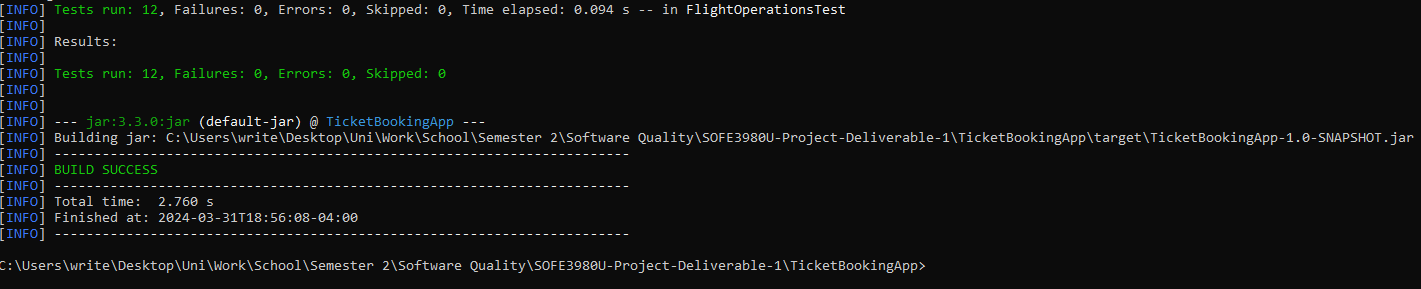 [INFO] Tests run: 12, Failures: 0, Errors: 0, Skipped: 0, Time elapsed: 0.094 s -- in FlightOperationsTest
[INFO]
[INFO] Results:
[INFO]
[INFO] Tests run: 12, Failures: 0, Errors: 0, Skipped: 0
[INFO]
[INFO]
[INFO] --- jar:3.3.0:jar (default-jar) @ TicketBookingApp ---
[INFO] Building jar: C:\Users\write\Desktop\Uni\Work\School\Semester 2\Software Quality\SOFE3980U-Project-Deliverable-1\TicketBookingApp\target\TicketBookingApp-1.0-SNAPSHOT.jar
[INFO] ------------------------------------------------------------------------
[INFO] BUILD SUCCESS
[INFO] ------------------------------------------------------------------------
[INFO] Total time:  2.760 s
[INFO] Finished at: 2024-03-31T18:56:08-04:00
[INFO] ------------------------------------------------------------------------
C:\Users\write\Desktop\Uni\Work\School\Semester 2\Software Quality\SOFE3980U-Project-Deliverable-1\TicketBookingApp>